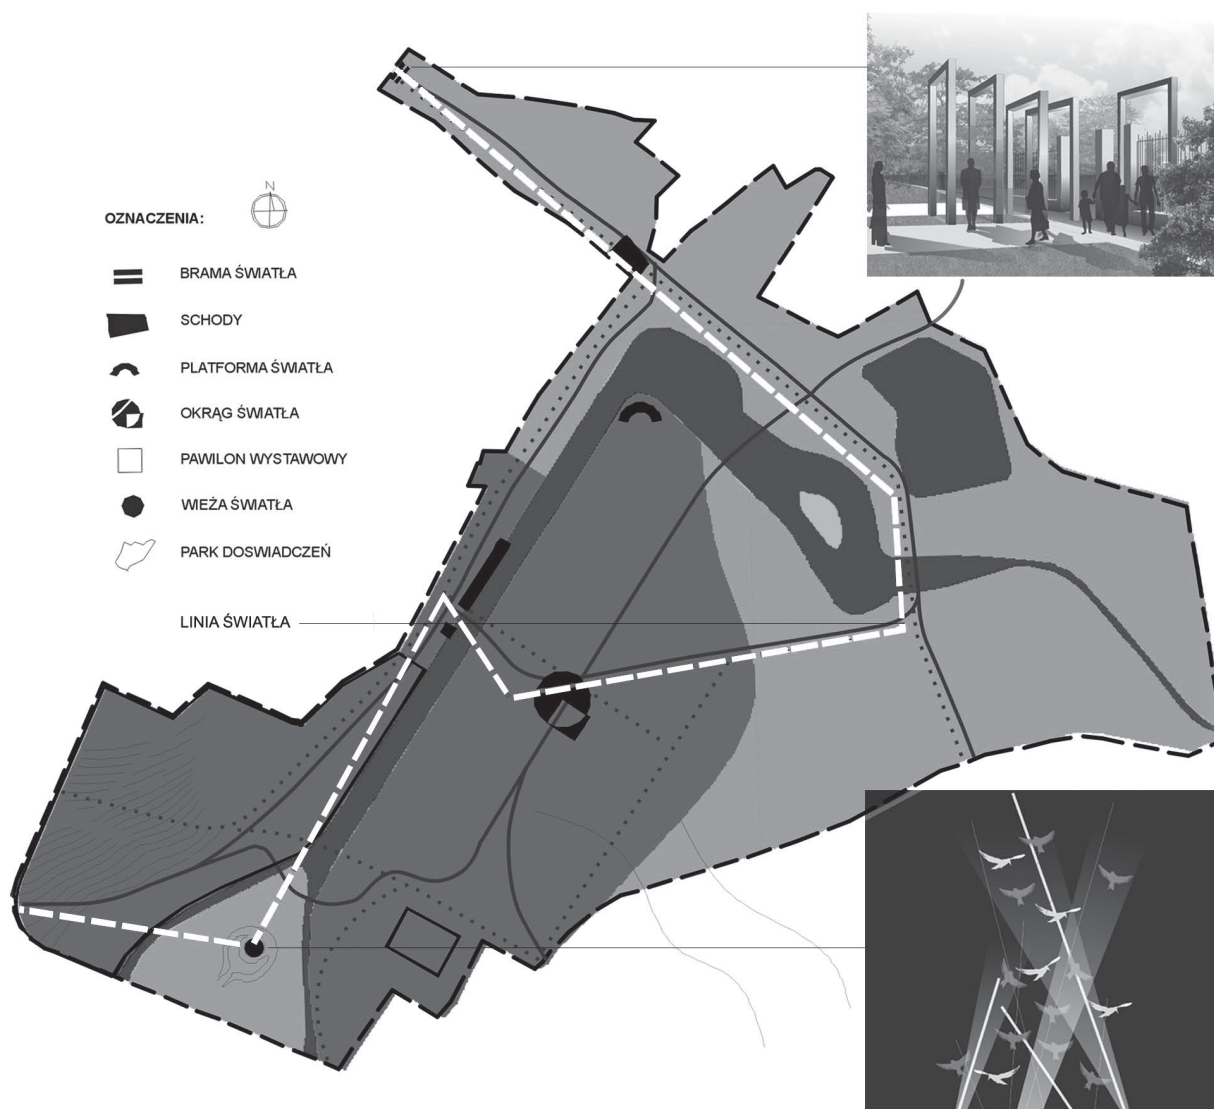 N
OZNACZENIA:
BRAMA ŚWIATŁA
SCHODY
PLATFORMA ŚWIATŁA
OKRĄG ŚWIATŁA
PAWILON WYSTAWOWY
WIEŻA ŚWIATŁA
PARK DOSWIADCZEŃ
LINIA ŚWIATŁA